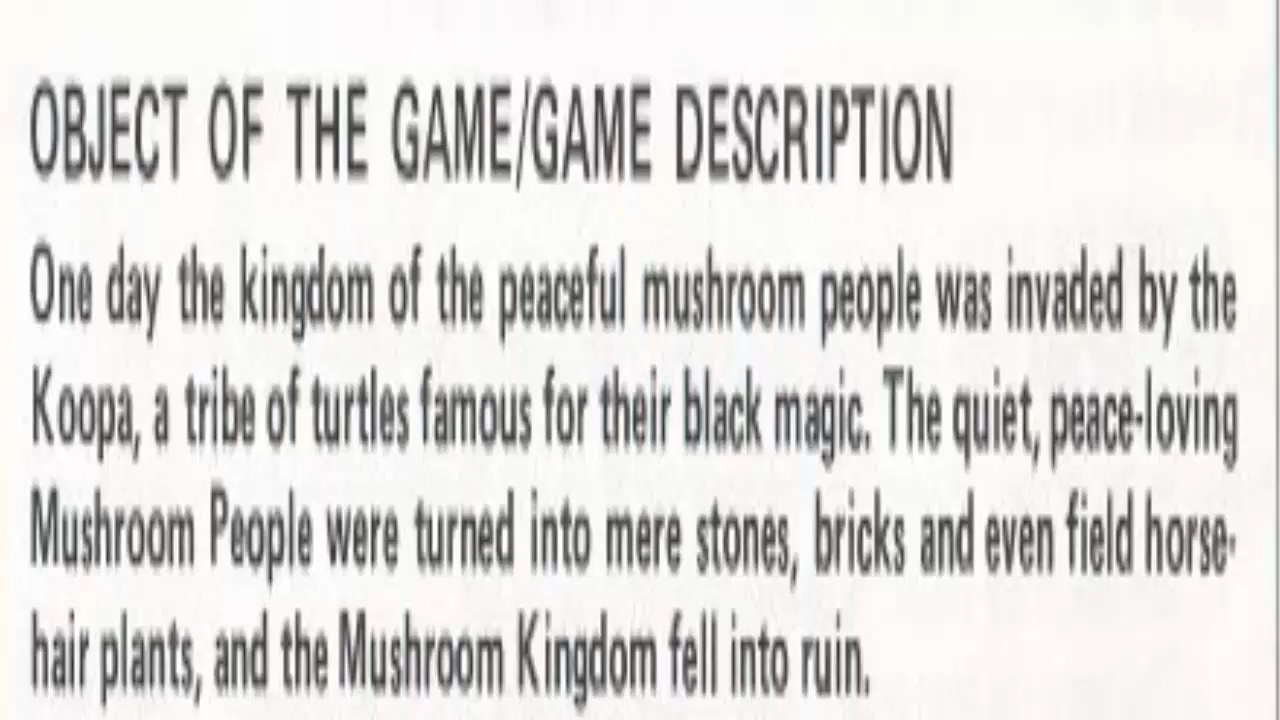 OBJECT OF THE GAME/GAME DESCRIPTION
One day the kingdom of the peaceful mushroom people was invaded by the
Koopa, a tribe of turtles famous for their black magic. The quiet, peace-loving
Mushroom People were turned into mere stones, bricks and even field horse-
hair plants, and the Mushroom Kingdom fell into ruin.